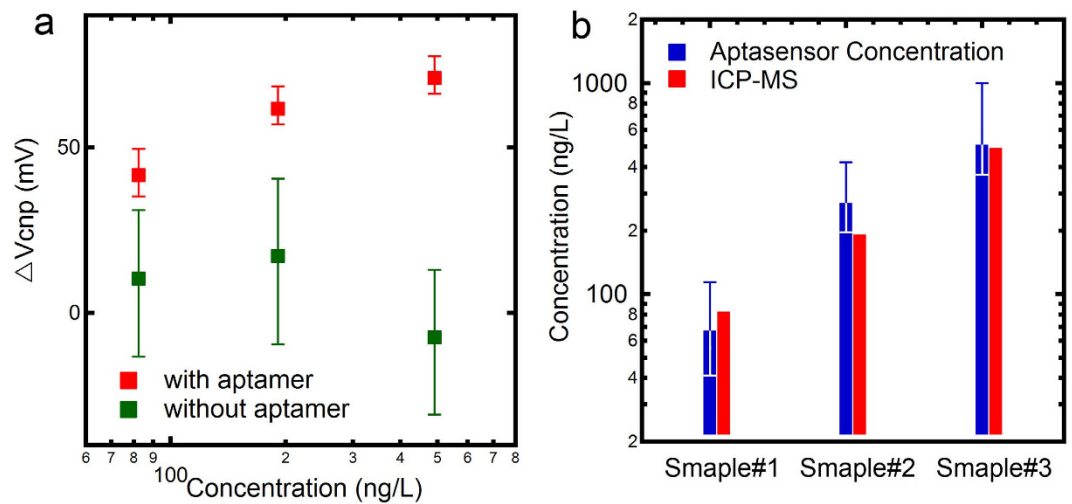 a
△Vcnp (mV)
50
0
with aptamer
without aptamer
6 7 8 9 100 2 3 4 5 6 7 8
Concentration (ng/L)
b
Aptasensor Concentration
ICP-MS
Concentration (ng/L)
2
1000
8
6
4
2
100
8
6
4
2
Smaple#1 Smaple#2 Smaple#3